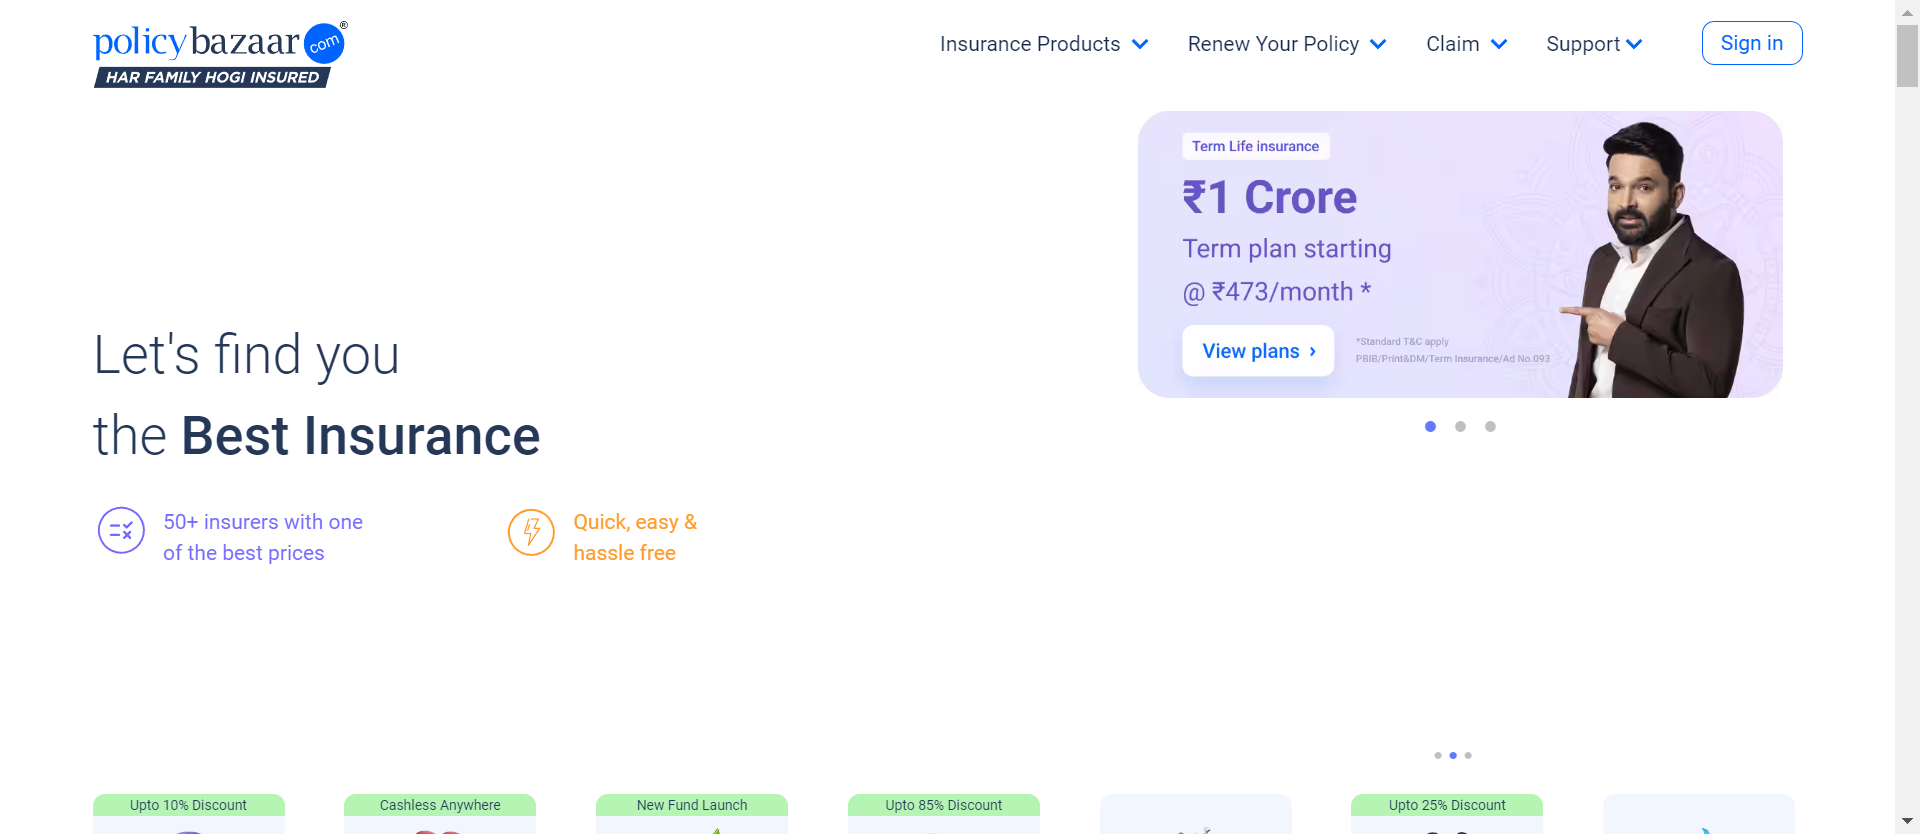 policybazaar com ®
HAR FAMILY HOGI INSURED
Insurance Products
Renew Your Policy
Claim
Support
Sign in
Term Life insurance
₹1 Crore
Term plan starting
@ ₹473/month *
View plans ›
*Standard T&C apply
PBIB/Print&DM/Term Insurance/Ad No.093
Let's find you
the Best Insurance
50+ insurers with one
of the best prices
Quick, easy &
hassle free
Upto 10% Discount
Cashless Anywhere
New Fund Launch
Upto 85% Discount
Upto 25% Discount